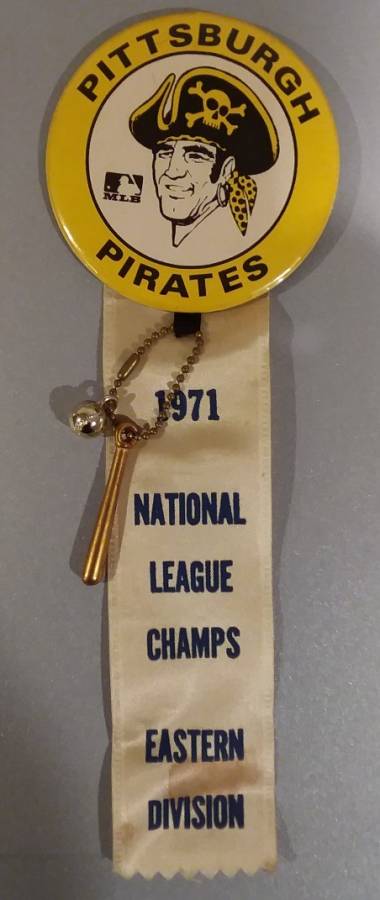 PITTSBURGH
MLB
PIRATES
1971
NATIONAL
LEAGUE
CHAMPS
EASTERN
DIVISION